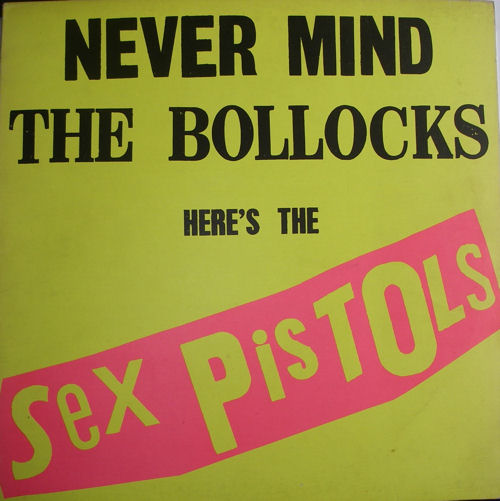 NEVER MIND
THE BOLLOCKS
HERE'S THE
Sex PisTOLS